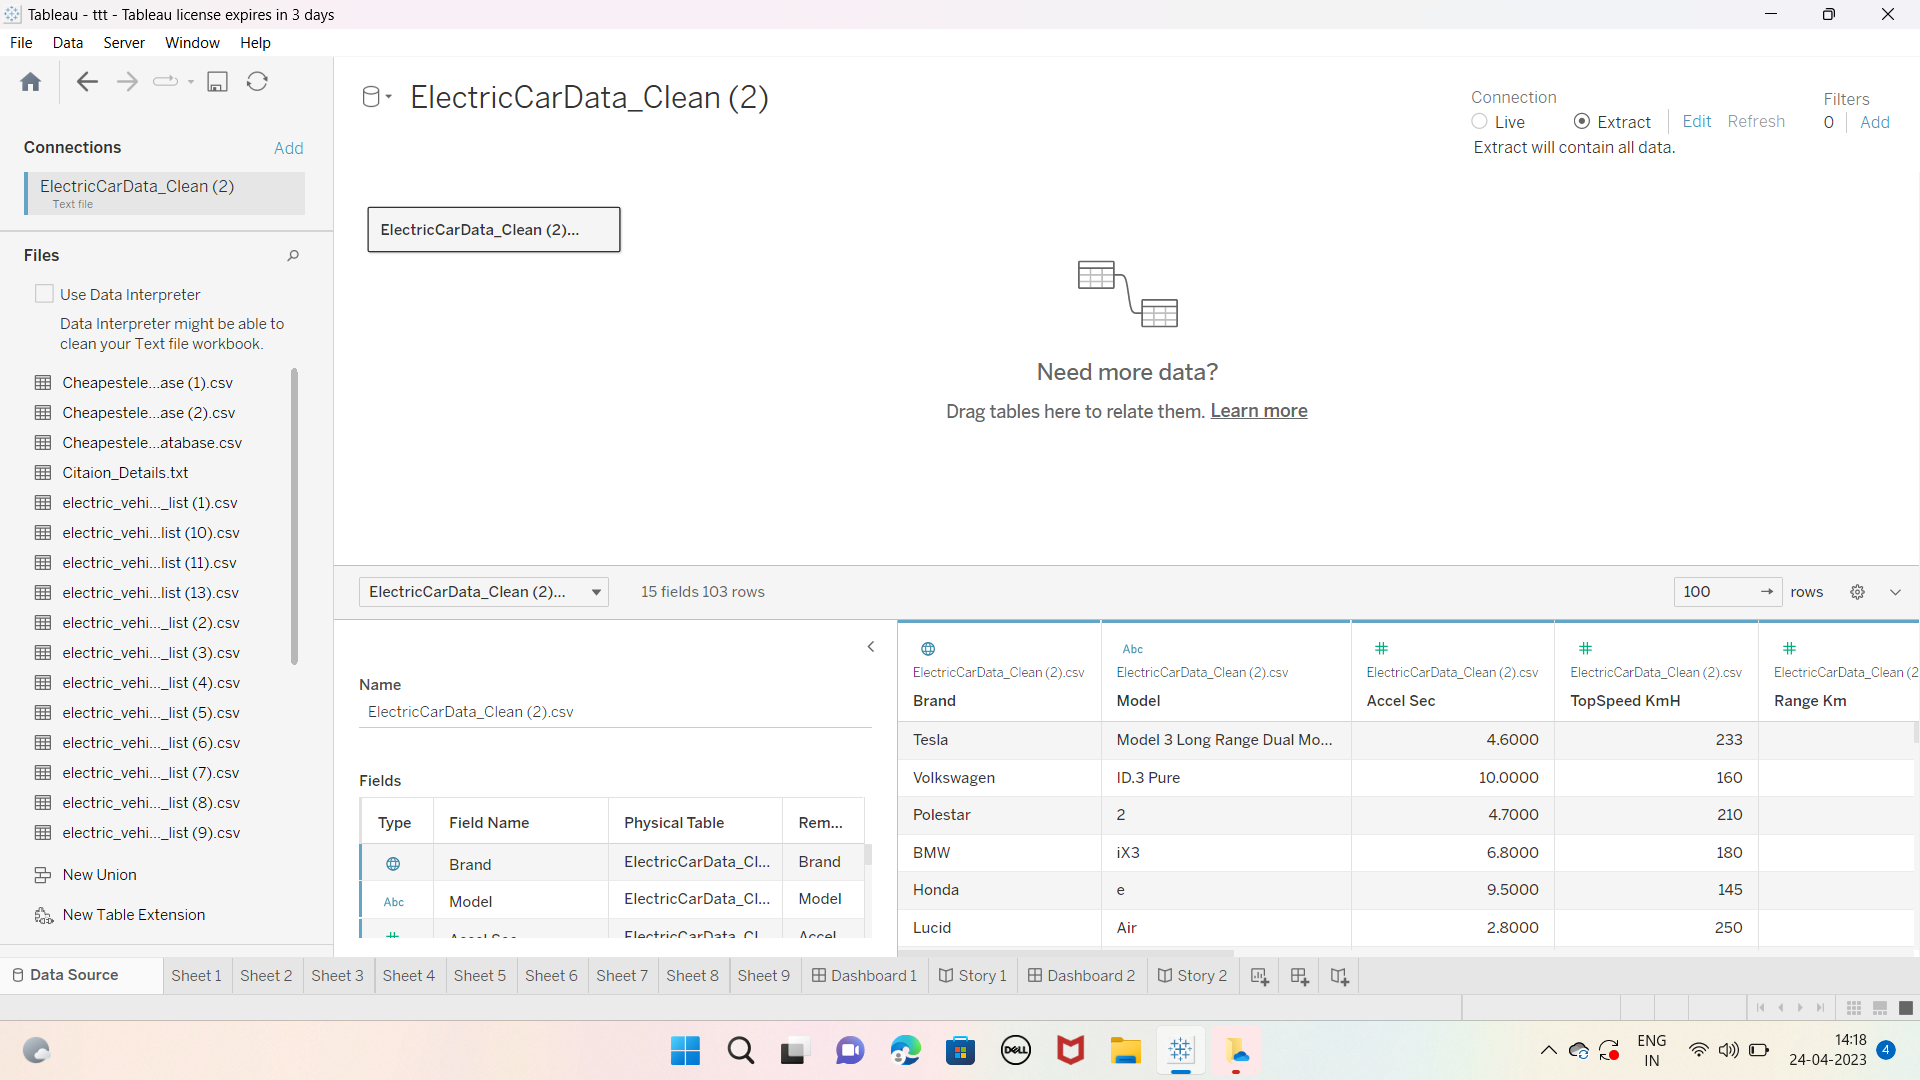 Tableau - ttt - Tableau license expires in 3 days
File Data Server Window Help
ElectricCarData_Clean (2)
Connection
Live Extract Edit Refresh
Extract will contain all data.
Filters
0 Add
Connections Add
ElectricCarData_Clean (2)
Text file
Files
Use Data Interpreter
Data Interpreter might be able to
clean your Text file workbook.
Cheapestele...ase (1).csv
Cheapestele...ase (2).csv
Cheapestele...atabase.csv
Citaion_Details.txt
electric_vehi..._list (1).csv
electric_vehi...list (10).csv
electric_vehi...list (11).csv
electric_vehi...list (13).csv
electric_vehi..._list (2).csv
electric_vehi..._list (3).csv
electric_vehi..._list (4).csv
electric_vehi..._list (5).csv
electric_vehi..._list (6).csv
electric_vehi..._list (7).csv
electric_vehi..._list (8).csv
electric_vehi..._list (9).csv
New Union
New Table Extension
ElectricCarData_Clean (2)...
Need more data?
Drag tables here to relate them. Learn more
ElectricCarData_Clean (2)... 15 fields 103 rows 100 rows
Name
ElectricCarData_Clean (2).csv
Fields
Type Field Name Physical Table Rem...
Brand ElectricCarData_Cl... Brand
Abc Model ElectricCarData_Cl... Model
Accel Sec ElectricCarData_Cl... Accel
Abc
ElectricCarData_Clean (2).csv ElectricCarData_Clean (2).csv ElectricCarData_Clean (2).csv ElectricCarData_Clean (2).csv ElectricCarData_Clean (2
Brand Model Accel Sec TopSpeed KmH Range Km
Tesla Model 3 Long Range Dual Mo... 4.6000 233
Volkswagen ID.3 Pure 10.0000 160
Polestar 2 4.7000 210
BMW iX3 6.8000 180
Honda e 9.5000 145
Lucid Air 2.8000 250
Data Source Sheet 1 Sheet 2 Sheet 3 Sheet 4 Sheet 5 Sheet 6 Sheet 7 Sheet 8 Sheet 9 Dashboard 1 Story 1 Dashboard 2 Story 2
DELL
ENG
IN
14:18
24-04-2023
4